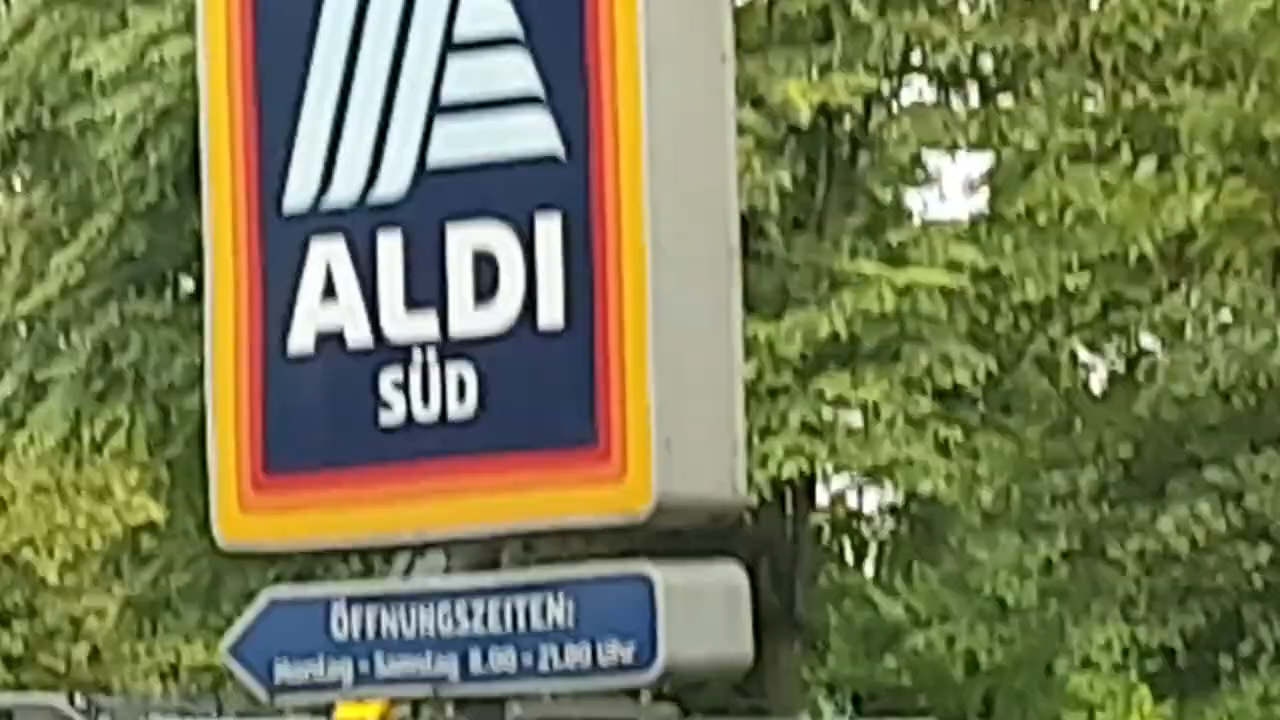 ALDI
SÜD
ÖFFNUNGSZEITEN:
Montag - Samstag 8.00 - 21.00 Uhr